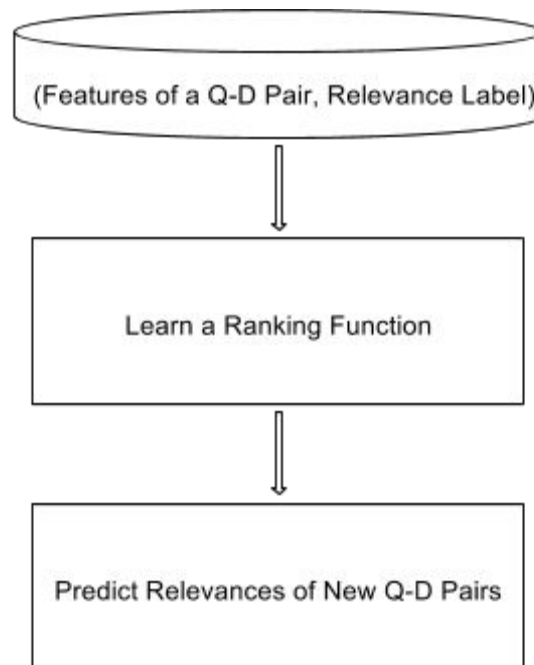 (Features of a Q-D Pair, Relevance Label)
Learn a Ranking Function
Predict Relevances of New Q-D Pairs